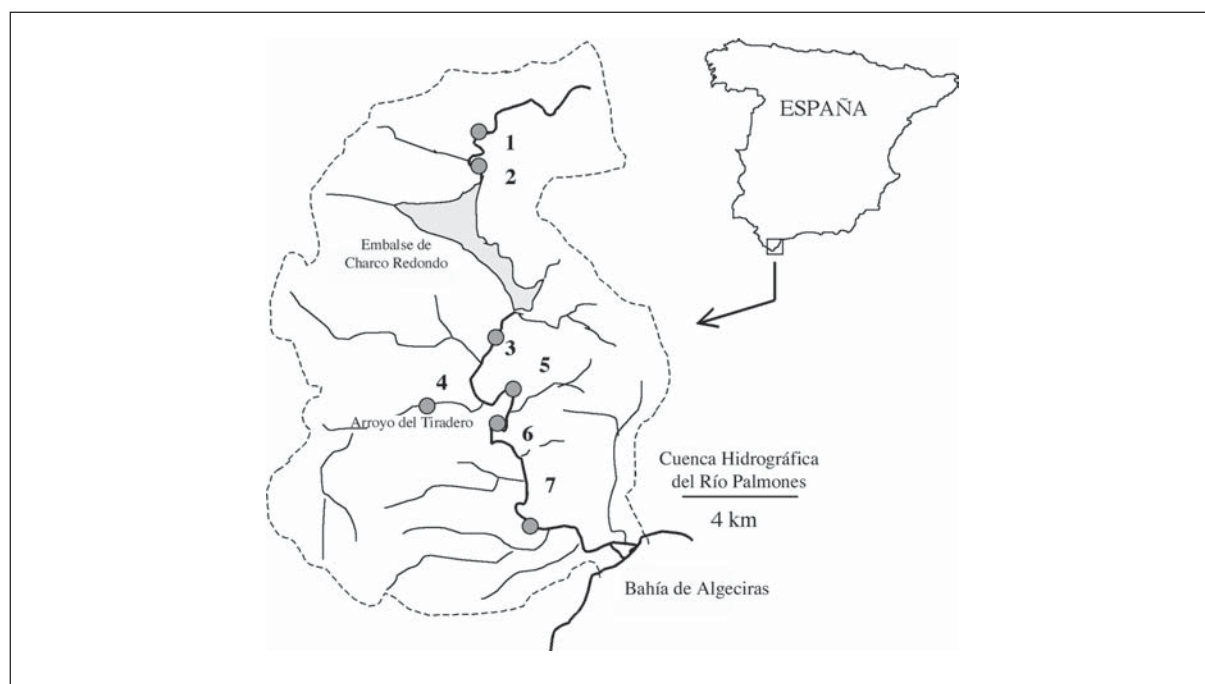 ESPAÑA
1
2
Embalse de
Charco Redondo
3
5
4
Arroyo del Tiradero
6
Cuenca Hidrográfica
del Río Palmones
7
4 km
Bahía de Algeciras